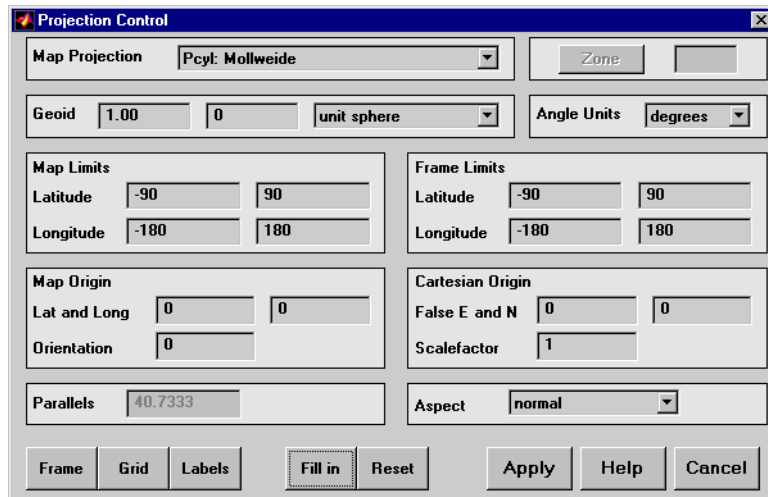 Projection Control
Map Projection Pcyl: Mollweide Zone
Geoid 1.00 0 unit sphere Angle Units degrees
Map Limits Frame Limits
Latitude -90 90 Latitude -90 90
Longitude -180 180 Longitude -180 180
Map Origin Cartesian Origin
Lat and Long 0 0 False E and N 0 0
Orientation 0 Scalefactor 1
Parallels 40.7333 Aspect normal
Frame Grid Labels Fill in Reset Apply Help Cancel